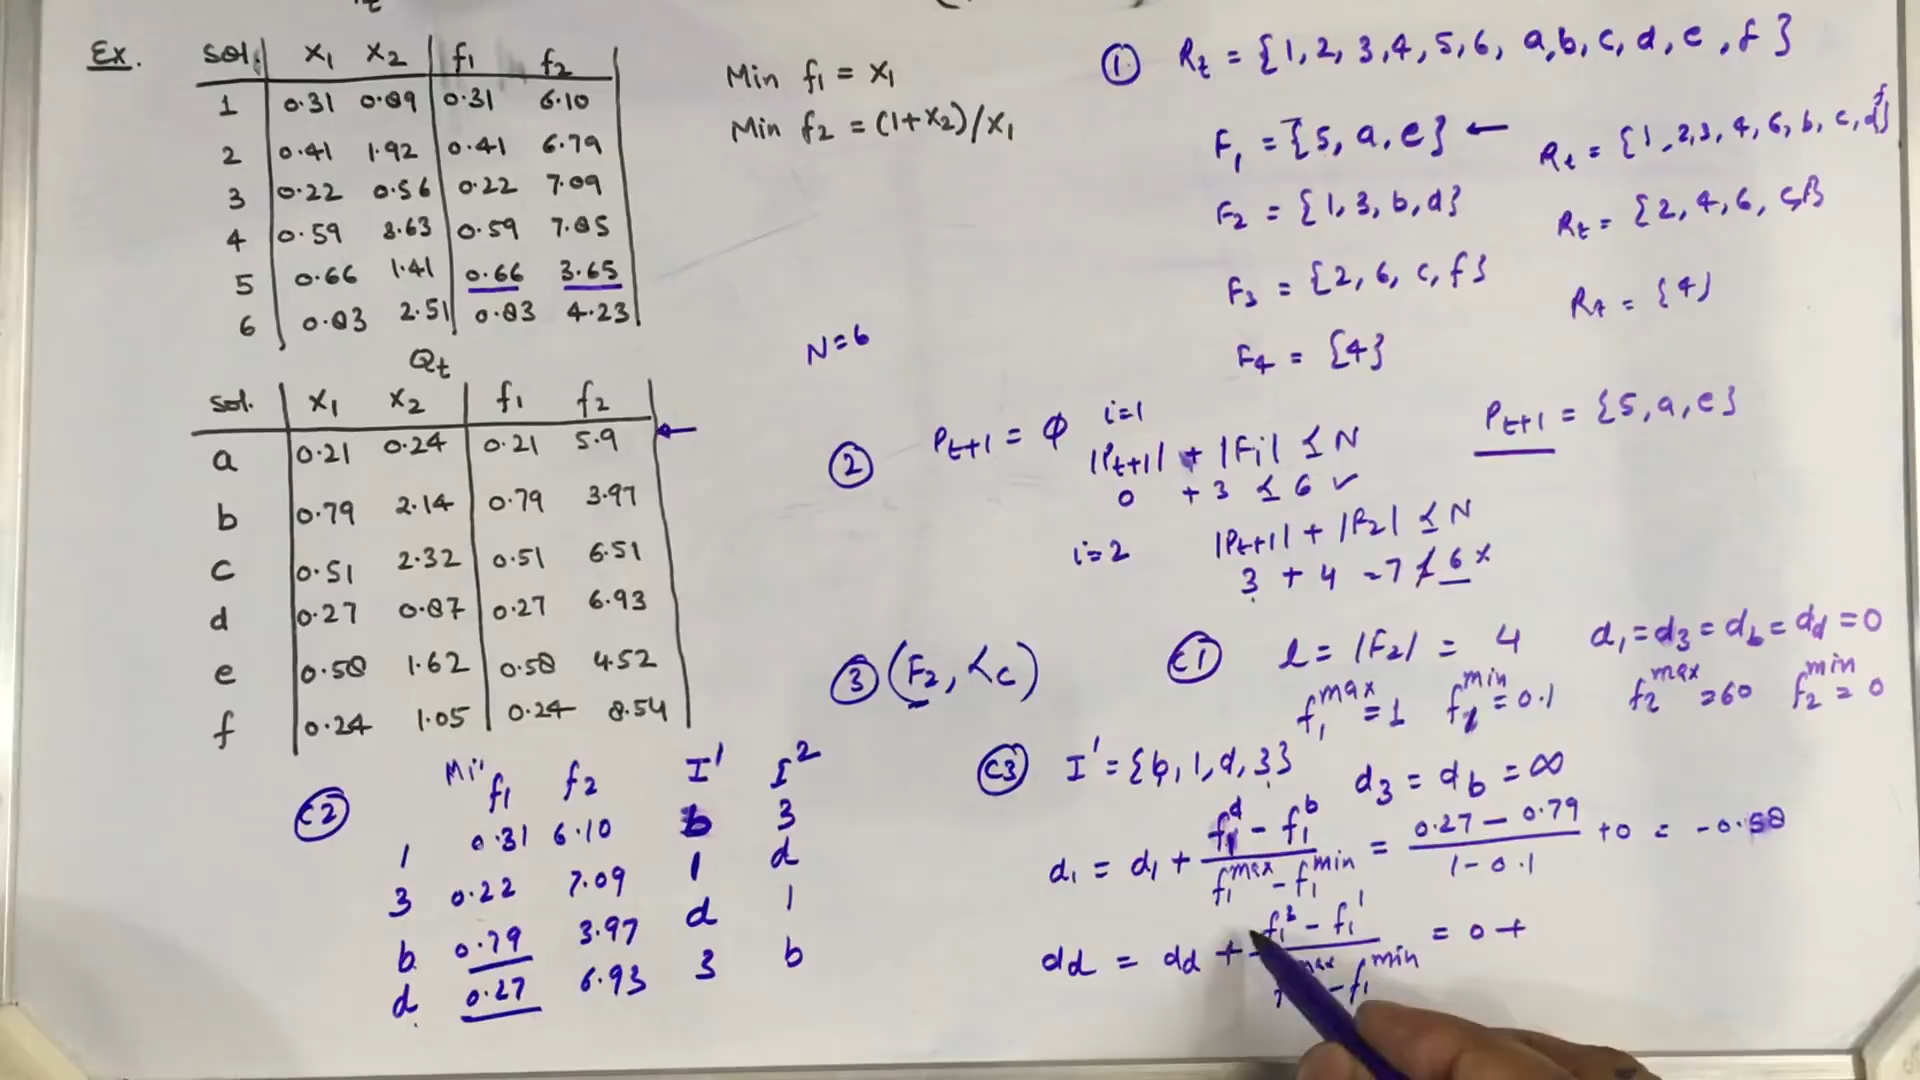 Ex.
sol. x₁ x₂ f₁ f₂
1 0.31 0.89 0.31 6.10
2 0.41 1.92 0.41 6.79
3 0.22 0.56 0.22 7.09
4 0.59 3.63 0.59 7.85
5 0.66 1.41 0.66 3.65
6 0.83 2.51 0.83 4.23
Qt
sol. x₁ x₂ f₁ f₂
a 0.21 0.24 0.21 5.9
b 0.79 2.14 0.79 3.97
c 0.51 2.32 0.51 6.51
d 0.27 0.87 0.27 6.93
e 0.58 1.62 0.58 4.52
f 0.24 1.05 0.24 8.54
Min f₁ = x₁
Min f₂ = (1+x₂)/x₁
N=6
① Rt = {1,2,3,4,5,6, a,b,c,d,e,f}
F₁ = {5, a, e} ←
Rt = {1,2,3,4,6,b,c,d,f}
F₂ = {1,3,b,d}
Rt = {2,4,6,c,f}
F₃ = {2,6,c,f}
Rt = {4}
F₄ = {4}
② Pt+1 = φ i=1
|Pt+1| + |Fi| ≤ N
0 + 3 ≤ 6 ✓
Pt+1 = {5,a,e}
i=2 |Pt+1| + |F₂| ≤ N
3 + 4 = 7 ≰ 6 ×
③ (F₂, <c)
C1 l = |F₂| = 4 d₁=d₃=db=dd=0
f₁max = 1 f₁min = 0.1 f₂max = 60 f₂min = 0
C2 Min f₁ f₂ I¹ I²
1 0.31 6.10 b 3
3 0.22 7.09 1 d
b 0.79 3.97 d 1
d 0.27 6.93 3 b
C3 I¹ = {b,1,d,3} d₃ = db = ∞
d₁ = d₁ + (f₁d - f₁b)/(f₁max - f₁min) = (0.27 - 0.79)/(1 - 0.1) + 0 = -0.58
dd = dd + (f₁3 - f₁1)/(max - f₁min) = 0 +